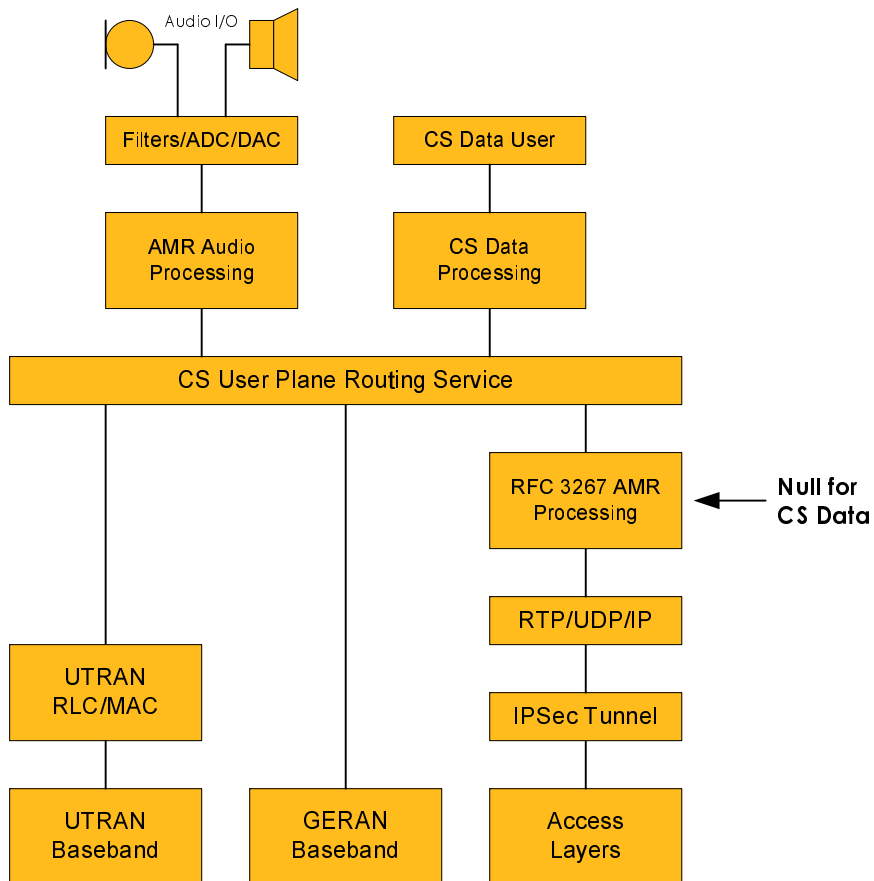 Audio I/O
Filters/ADC/DAC
CS Data User
AMR Audio
Processing
CS Data
Processing
CS User Plane Routing Service
RFC 3267 AMR
Processing
Null for
CS Data
RTP/UDP/IP
UTRAN
RLC/MAC
IPSec Tunnel
UTRAN
Baseband
GERAN
Baseband
Access
Layers